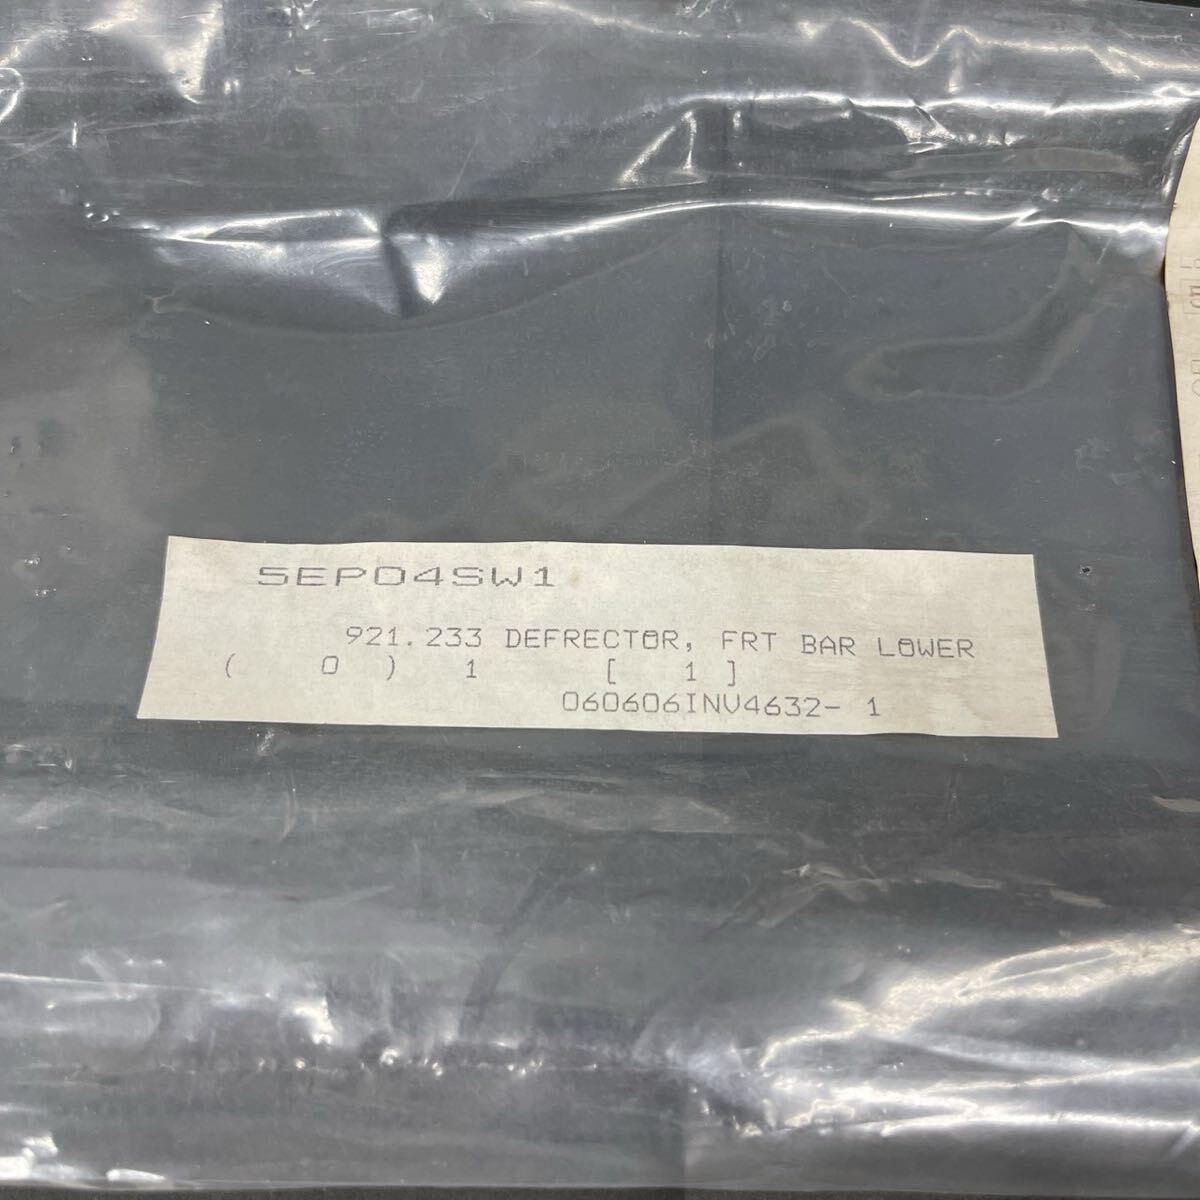 5EP04SW1
921.233 DEFRECTOR, FRT BAR LOWER
( 0 ) 1 [ 1 ]
060606INV4632- 1